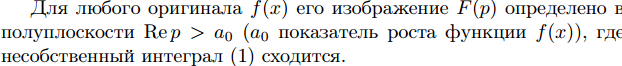 Для любого оригинала f(x) его изображение F(p) определено в
полуплоскости Re p > a₀ (a₀ показатель роста функции f(x)), где
несобственный интеграл (1) сходится.